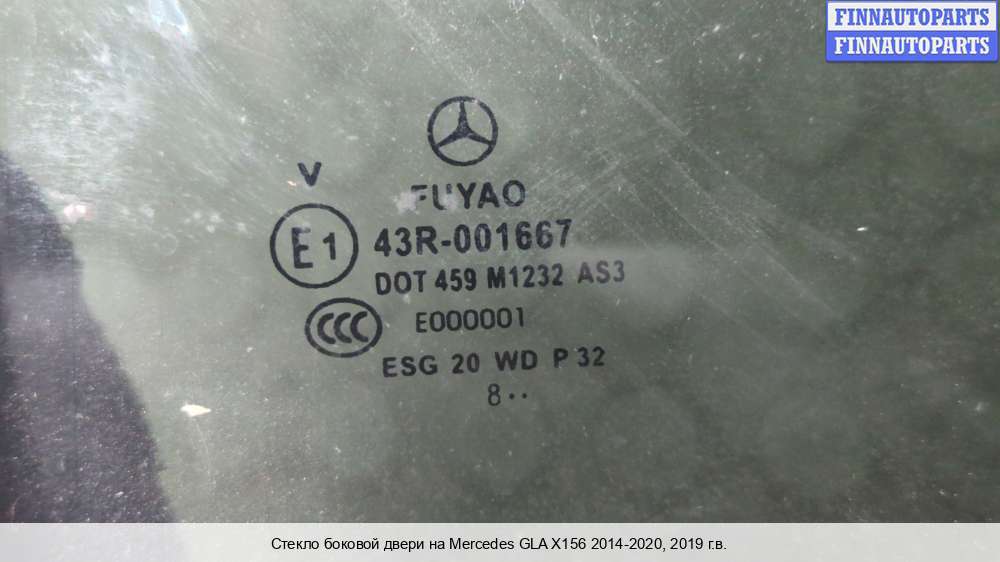 FINNAUTOPARTS
FINNAUTOPARTS
V
FUYAO
E1 43R-001667
DOT 459 M1232 AS3
CCC E000001
ESG 20 WD P 32
8··
Стекло боковой двери на Mercedes GLA X156 2014-2020, 2019 г.в.